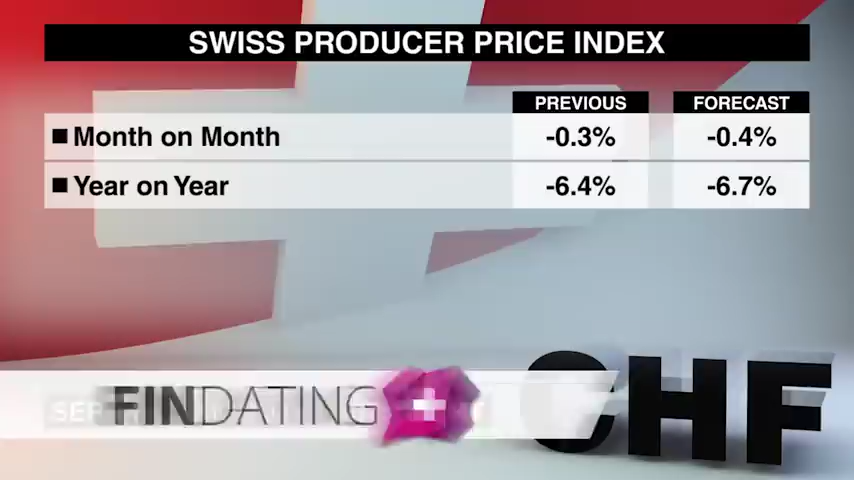 SWISS PRODUCER PRICE INDEX
PREVIOUS FORECAST
Month on Month -0.3% -0.4%
Year on Year -6.4% -6.7%
FINDATING
CHF